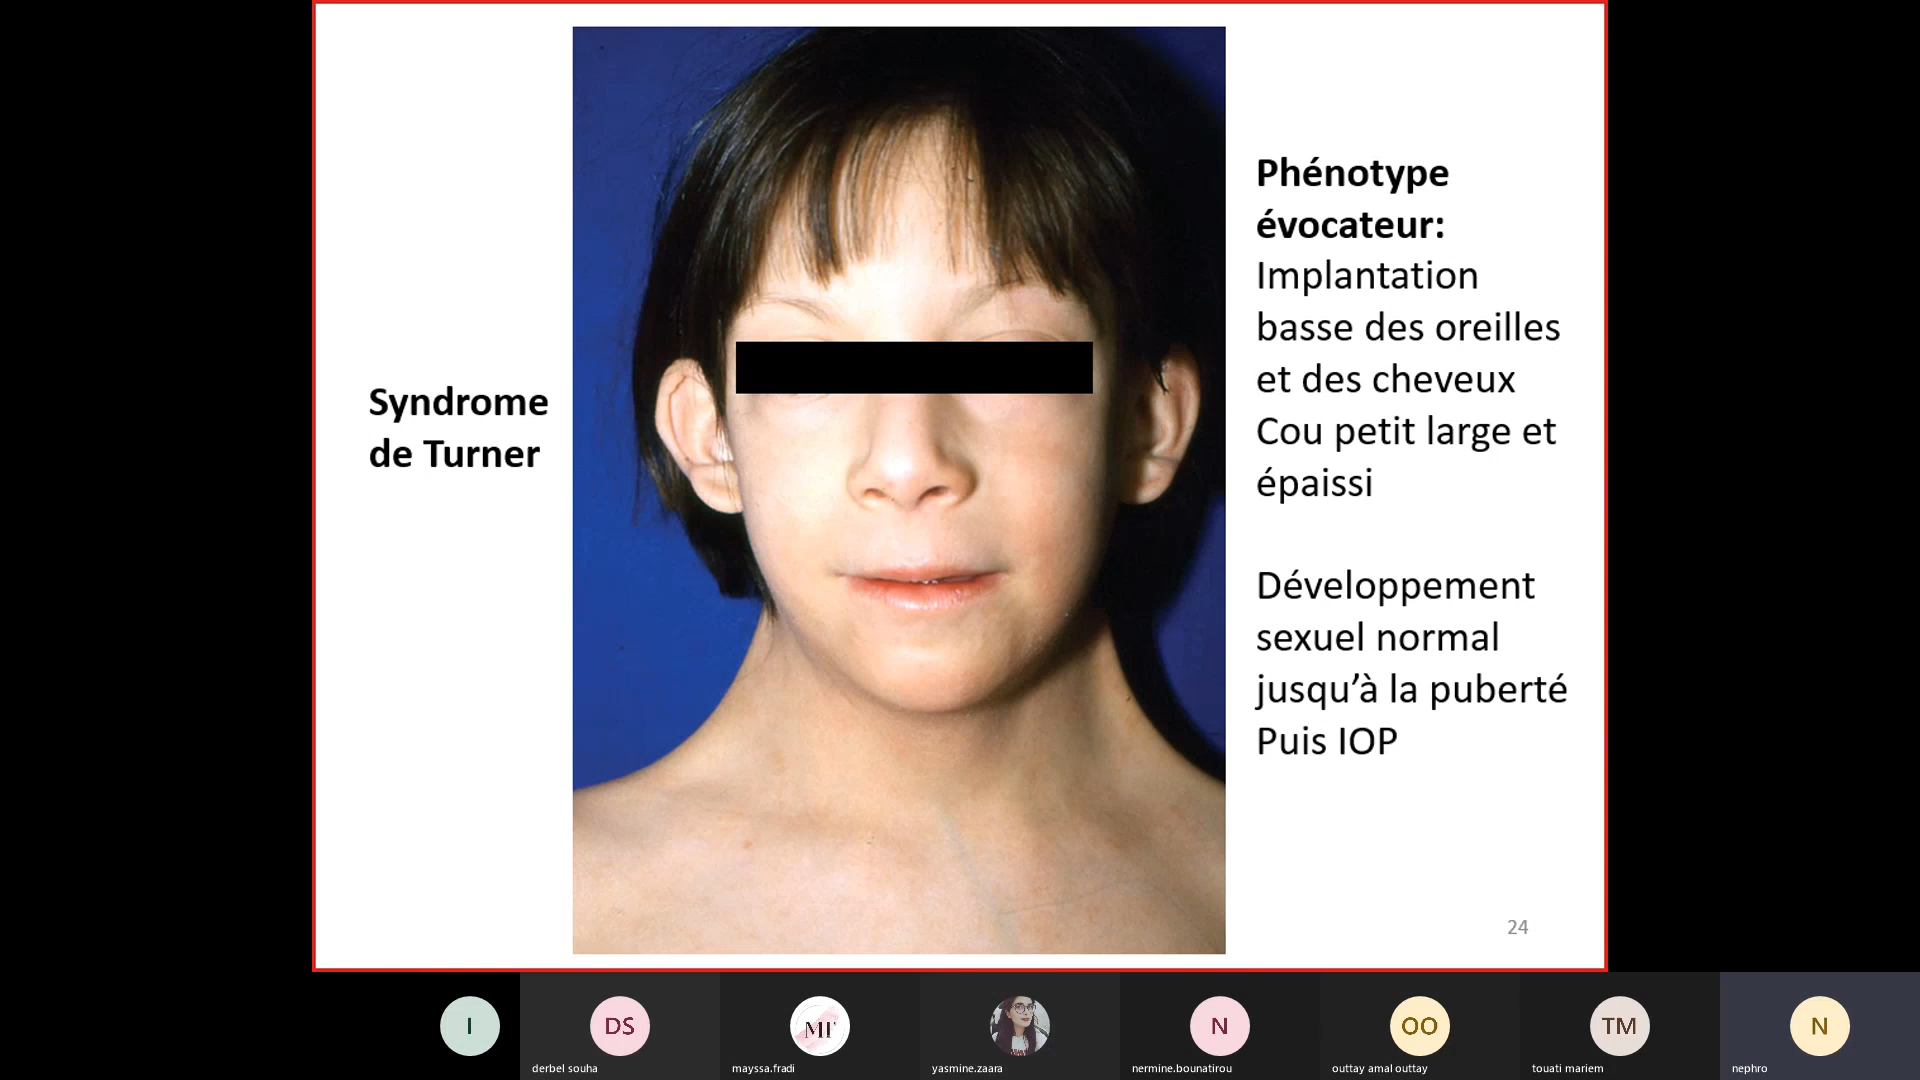 Syndrome
de Turner
Phénotype
évocateur:
Implantation
basse des oreilles
et des cheveux
Cou petit large et
épaissi
Développement
sexuel normal
jusqu’à la puberté
Puis IOP
24
I
DS
MF
N
OO
TM
N
derbel souha
mayssa.fradi
yasmine.zaara
nermine.bounatirou
outtay amal outtay
touati mariem
nephro